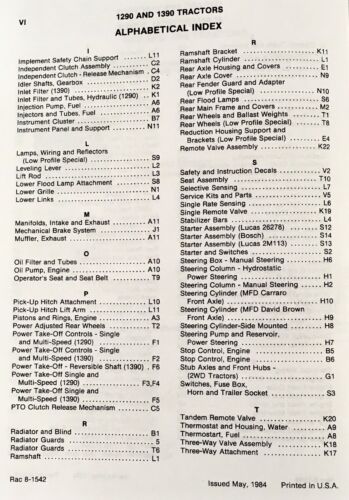 VI
1290 AND 1390 TRACTORS
ALPHABETICAL INDEX
I
Implement Safety Chain Support ........ L11
Independent Clutch Assembly ........ C2
Independent Clutch - Release Mechanism . C4
Idler Shafts, Gearbox ........ D2
Inlet Filter (1390) ........ K2
Inlet Filter and Tubes, Hydraulic (1290) .. K1
Injection Pump, Fuel ........ A6
Injectors and Tubes, Fuel ........ A6
Instrument Cluster ........ B7
Instrument Panel and Support ........ N11
L
Lamps, Wiring and Reflectors
(Low Profile Special) ........ S9
Leveling Lever ........ L2
Lift Rod ........ L3
Lower Flood Lamp Attachment ........ S8
Lower Grille ........ N1
Lower Links ........ L4
M
Manifolds, Intake and Exhaust ........ A11
Mechanical Brake System ........ J1
Muffler, Exhaust ........ A11
O
Oil Filter and Tubes ........ A10
Oil Pump, Engine ........ A10
Operator's Seat and Seat Belt ........ T9
P
Pick-Up Hitch Attachment ........ L10
Pick-Up Hitch Lift Arm ........ L11
Pistons and Rings, Engine ........ A3
Power Adjusted Rear Wheels ........ T2
Power Take-Off Controls - Single
and Multi-Speed (1290) ........ F1
Power Take-Off Controls - Single
and Multi-Speed (1390) ........ F2
Power Take-Off - Reversible Shaft (1390) . F6
Power Take-Off Single and
Multi-Speed (1290) ........ F3,F4
Power Take-Off Single and
Multi-Speed (1390) ........ F5
PTO Clutch Release Mechanism ........ C5
R
Radiator and Blind ........ B1
Radiator Guards ........ 5
Radiator Guards ........ T6
Ramshaft ........ L1
R
Ramshaft Bracket ........ K11
Ramshaft Cylinder ........ L1
Rear Axle Housing and Covers ........ E1
Rear Axle Cover ........ N9
Rear Fender Guard and Adapter
(Low Profile Special) ........ N10
Rear Flood Lamps ........ S6
Rear Main Frame and Covers ........ M2
Rear Wheels and Ballast Weights ........ T1
Rear Wheels (Low Profile Special) ........ T8
Reduction Housing Support and
Brackets (Low Profile Special) ........ E4
Remote Valve Assembly ........ K22
S
Safety and Instruction Decals ........ V2
Seat Assembly ........ T10
Selective Sensing ........ L7
Service Kits and Parts ........ V5
Single Rate Sensing ........ L6
Single Remote Valve ........ K19
Stabilizer Bars ........ L4
Starter Assembly (Lucas 26278) ........ S12
Starter Assembly (Bosch) ........ S14
Starter Assembly (Lucas 2M113) ........ S13
Starter and Switches ........ S2
Steering Box - Manual Steering ........ H6
Steering Column - Hydrostatic
Power Steering ........ H1
Steering Column - Manual Steering ........ H2
Steering Cylinder (MFD Carraro
Front Axle) ........ H10
Steering Cylinder (MFD David Brown
Front Axle) ........ H9
Steering Cylinder-Side Mounted ........ H8
Steering Pump and Reservoir,
Power Steering ........ H7
Stop Control, Engine ........ B5
Stop Control, Engine ........ B6
Stub Axles and Front Hubs -
(2WD Tractors) ........ G1
Switches, Fuse Box,
Horn and Trailer Socket ........ S3
T
Tandem Remote Valve ........ K20
Thermostat and Housing, Water ........ A9
Thermostart, Fuel ........ A8
Three-Way Valve Assembly ........ K18
Three-Way Attachment ........ K17
Rac 8-1542
Issued May, 1984 Printed in U.S.A.